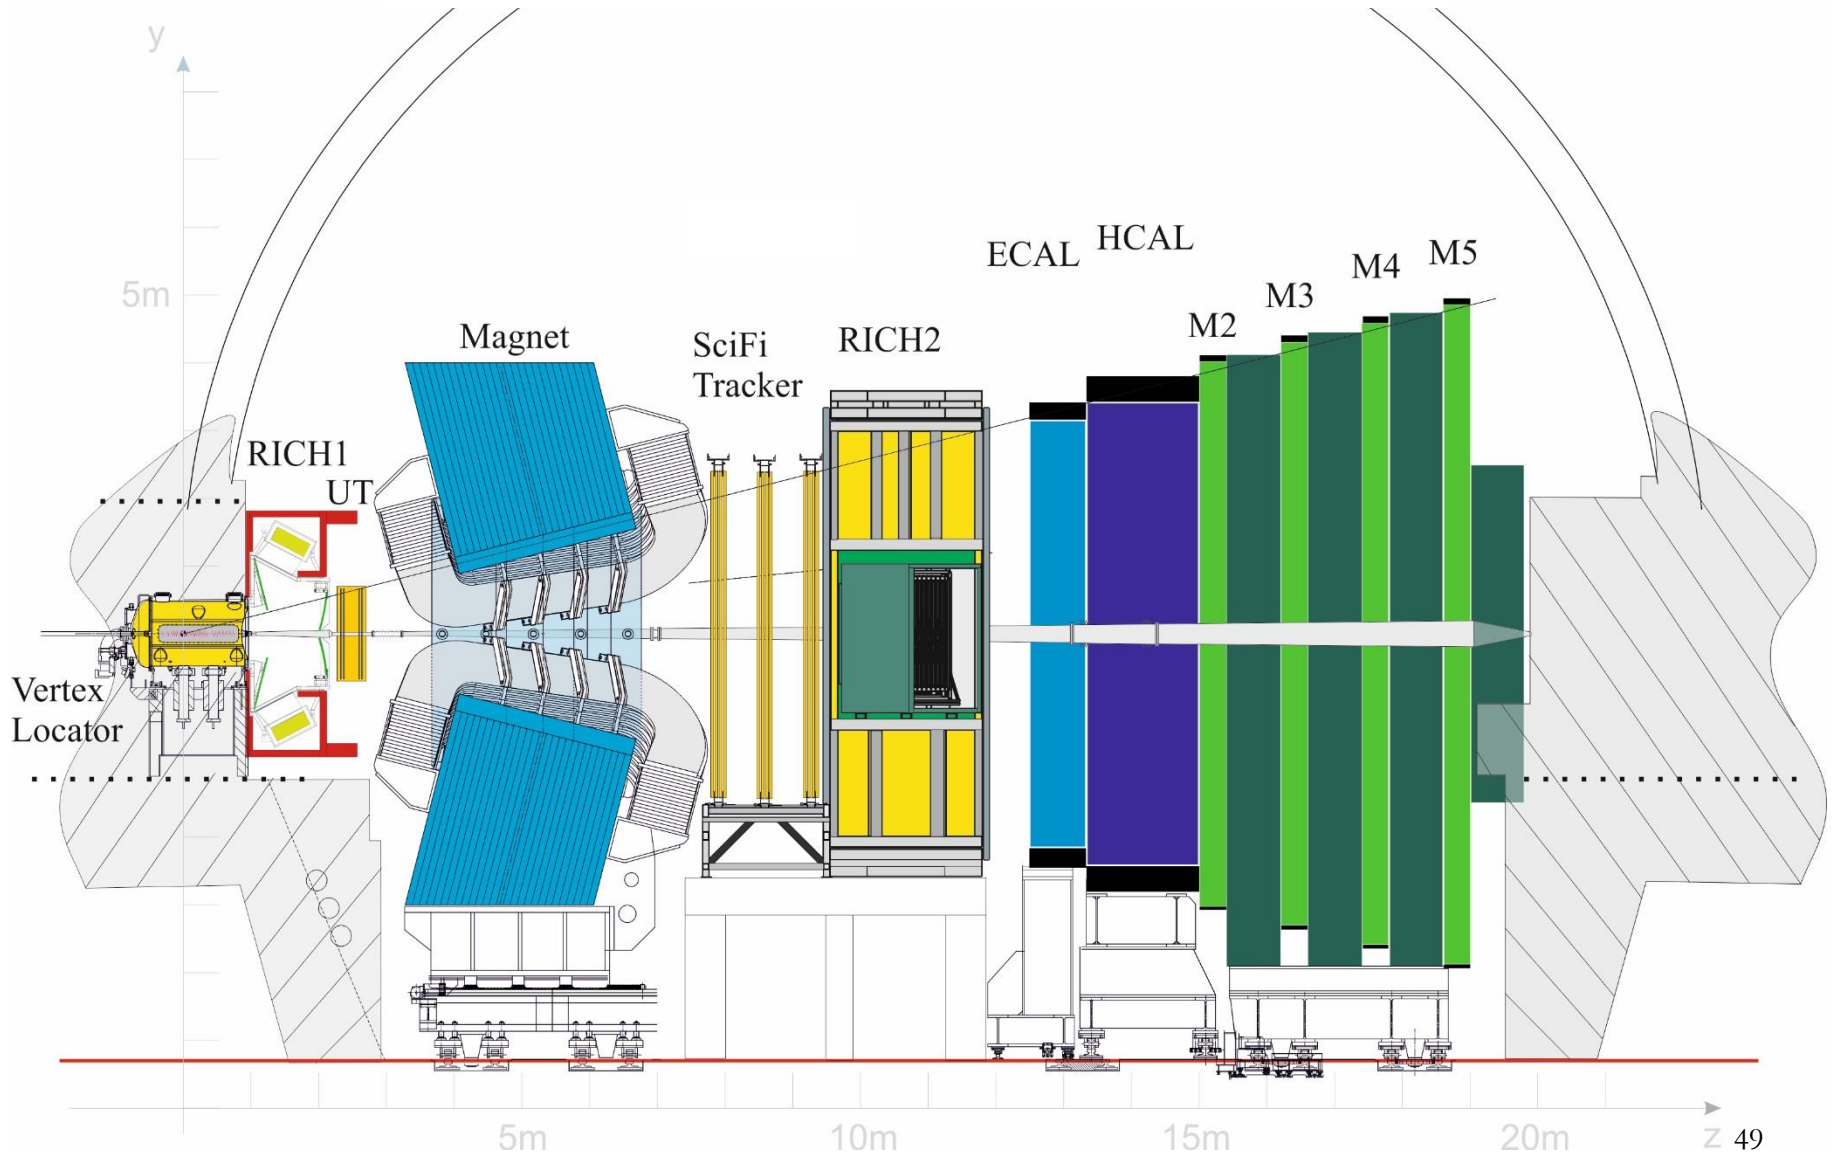 y
5m
ECAL
HCAL
M2
M3
M4
M5
Magnet
SciFi
Tracker
RICH2
RICH1
UT
Vertex
Locator
5m
10m
15m
20m
z
49